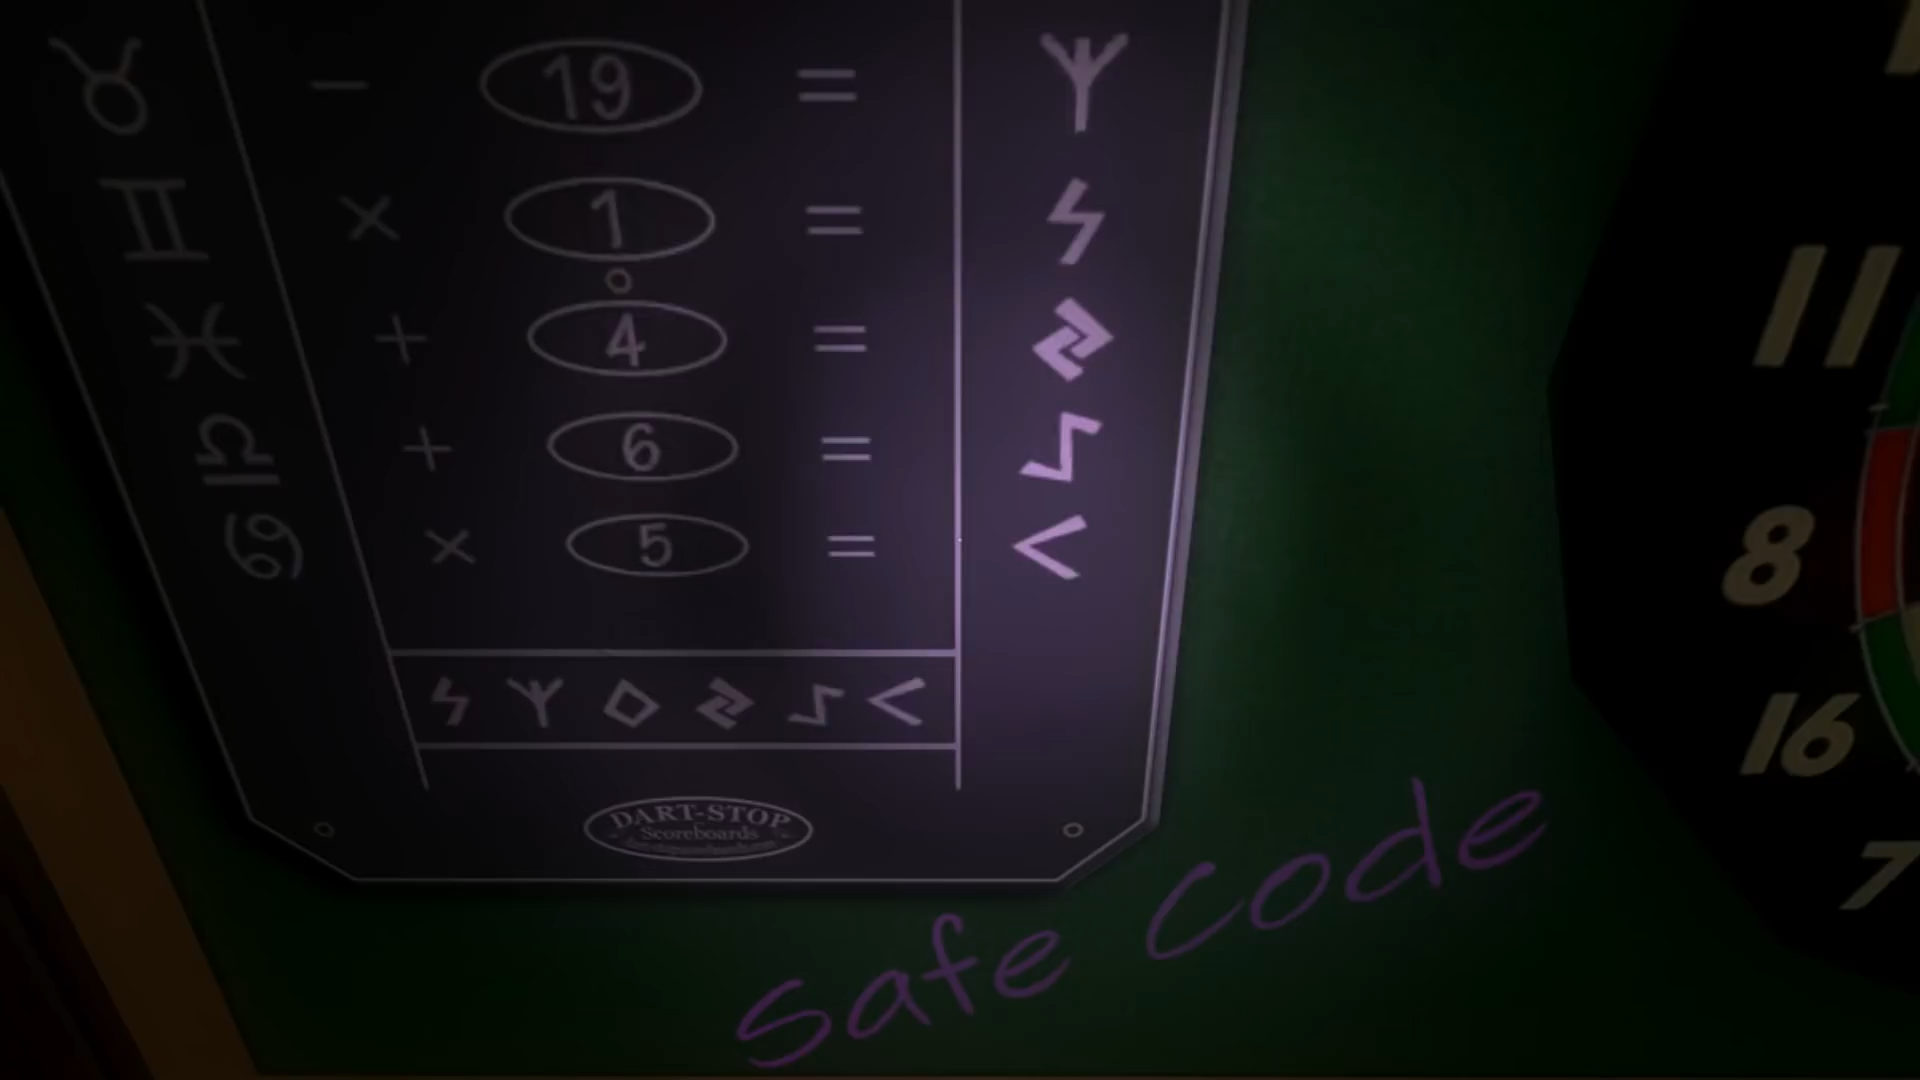 ♉ − 19 = ᛉ
♊ × 1 = ᛋ
♓ + 4 = ᛃ
♎ + 6 = ᛇ
♋ × 5 = ᚲ
ᛋ ᛉ ᛜ ᛃ ᛇ ᚲ
DART-STOP
Scoreboards
Safe Code
11
8
16
7